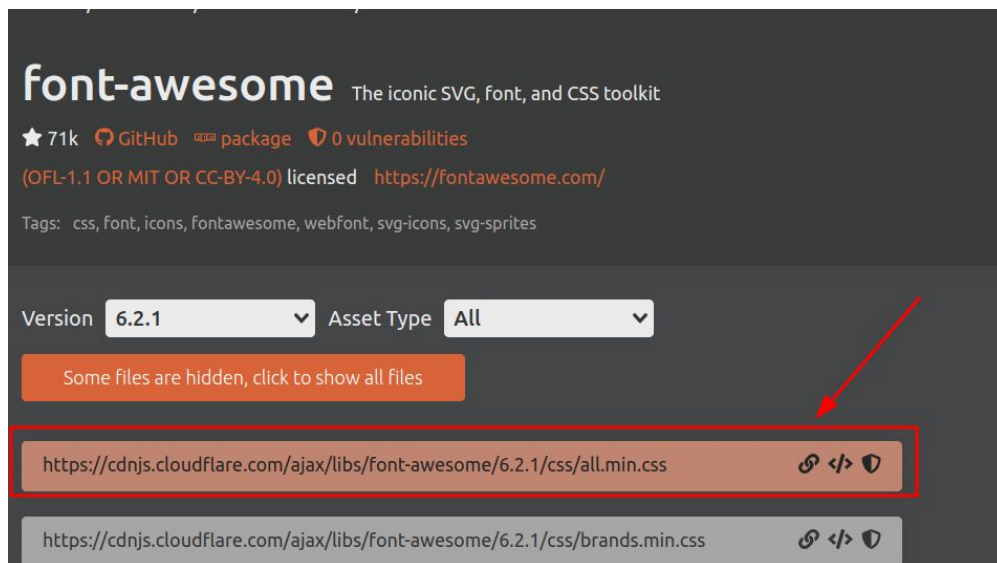 font-awesome The iconic SVG, font, and CSS toolkit
71k GitHub package 0 vulnerabilities
(OFL-1.1 OR MIT OR CC-BY-4.0) licensed https://fontawesome.com/
Tags: css, font, icons, fontawesome, webfont, svg-icons, svg-sprites
Version 6.2.1 Asset Type All
Some files are hidden, click to show all files
https://cdnjs.cloudflare.com/ajax/libs/font-awesome/6.2.1/css/all.min.css
https://cdnjs.cloudflare.com/ajax/libs/font-awesome/6.2.1/css/brands.min.css